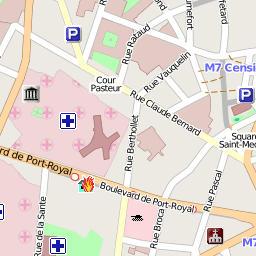 Rue Rataud
M7 Censi
Rue Vauquelin
Cour
Pasteur
Rue Claude Bernard
Rue Berthollet
Square
Saint-Med
rd de Port-Royal
Boulevard de Port-Royal
Rue Pascal
Rue de la Santé
Rue Broca
M7